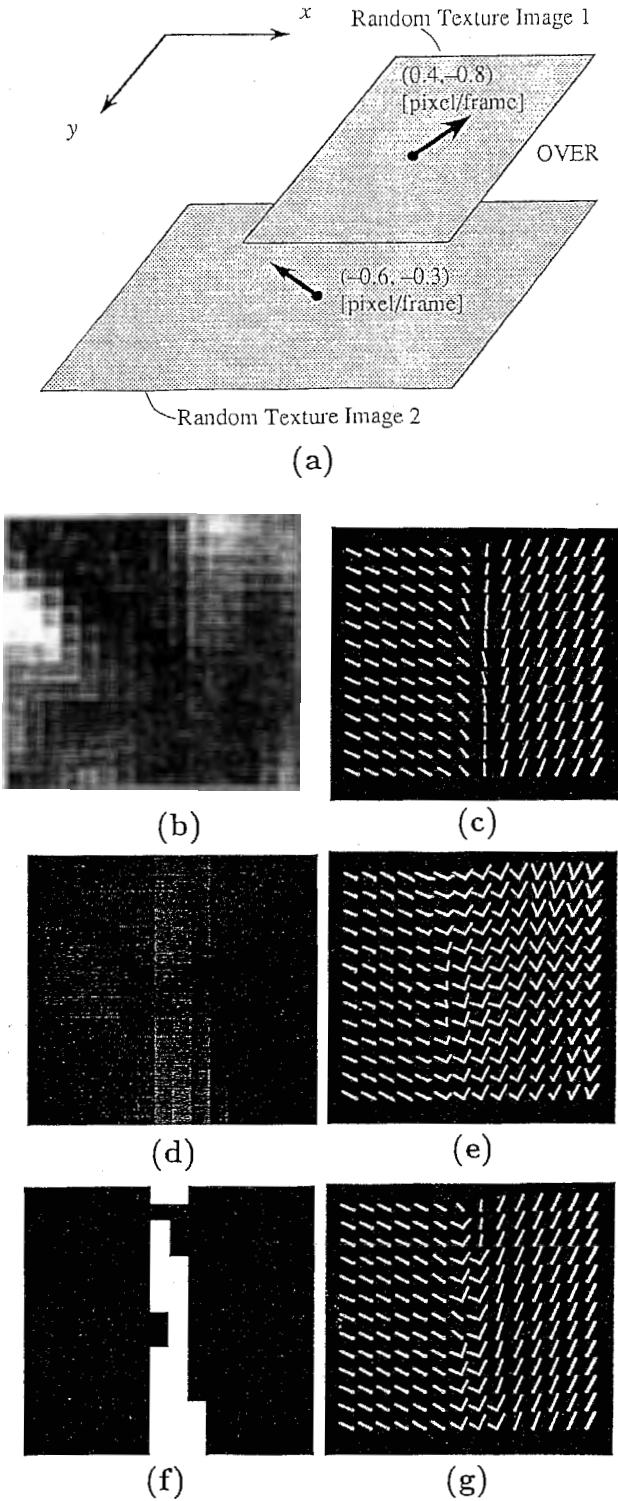 x
Random Texture Image 1
(0.4,–0.8)
[pixel/frame]
y
OVER
(–0.6, –0.3)
[pixel/frame]
Random Texture Image 2
(a)
(b)
(c)
(d)
(e)
(f)
(g)